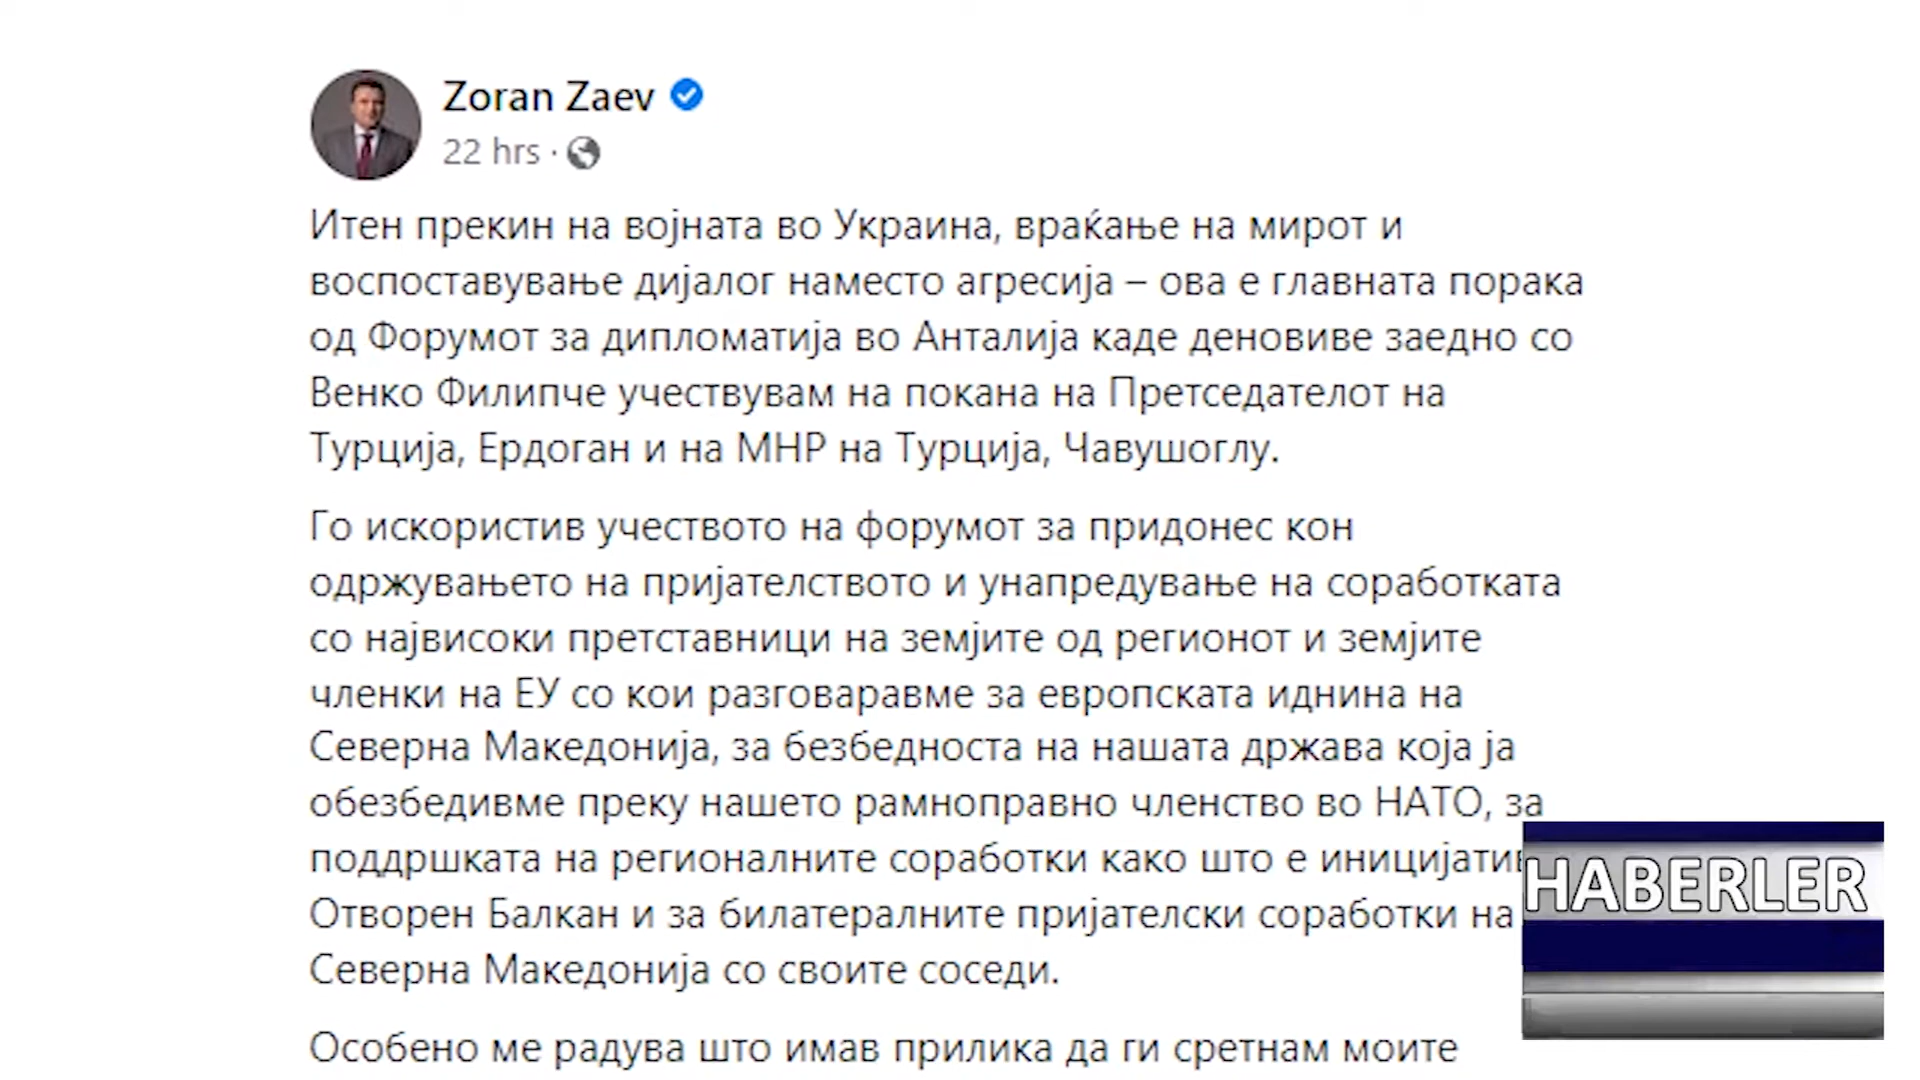 Zoran Zaev
22 hrs ·
Итен прекин на војната во Украина, враќање на мирот и
воспоставување дијалог наместо агресија – ова е главната порака
од Форумот за дипломатија во Анталија каде деновиве заедно со
Венко Филипче учествувам на покана на Претседателот на
Турција, Ердоган и на МНР на Турција, Чавушоглу.
Го искористив учеството на форумот за придонес кон
одржувањето на пријателството и унапредување на соработката
со највисоки претставници на земјите од регионот и земјите
членки на ЕУ со кои разговаравме за европската иднина на
Северна Македонија, за безбедноста на нашата држава која ја
обезбедивме преку нашето рамноправно членство во НАТО, за
поддршката на регионалните соработки како што е
Отворен Балкан и за билатералните пријателски соработки на
Северна Македонија со своите соседи.
Особено ме радува што имав прилика да ги сретнам моите
HABERLER